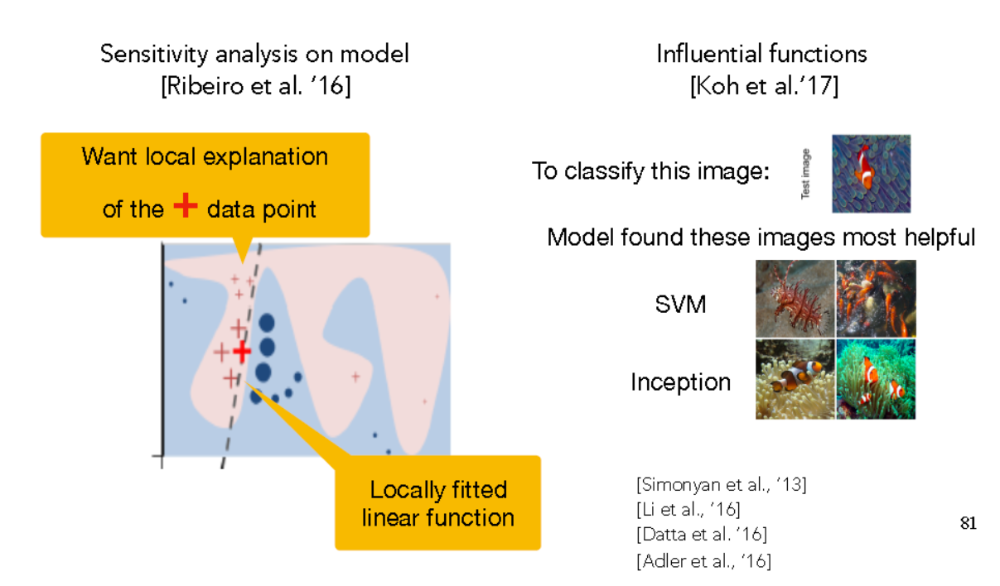 Sensitivity analysis on model
[Ribeiro et al. ’16]
Want local explanation
of the + data point
Locally fitted
linear function
Influential functions
[Koh et al.’17]
To classify this image:
Test image
Model found these images most helpful
SVM
Inception
[Simonyan et al., ’13]
[Li et al., ’16]
[Datta et al. ’16]
[Adler et al., ’16]
81